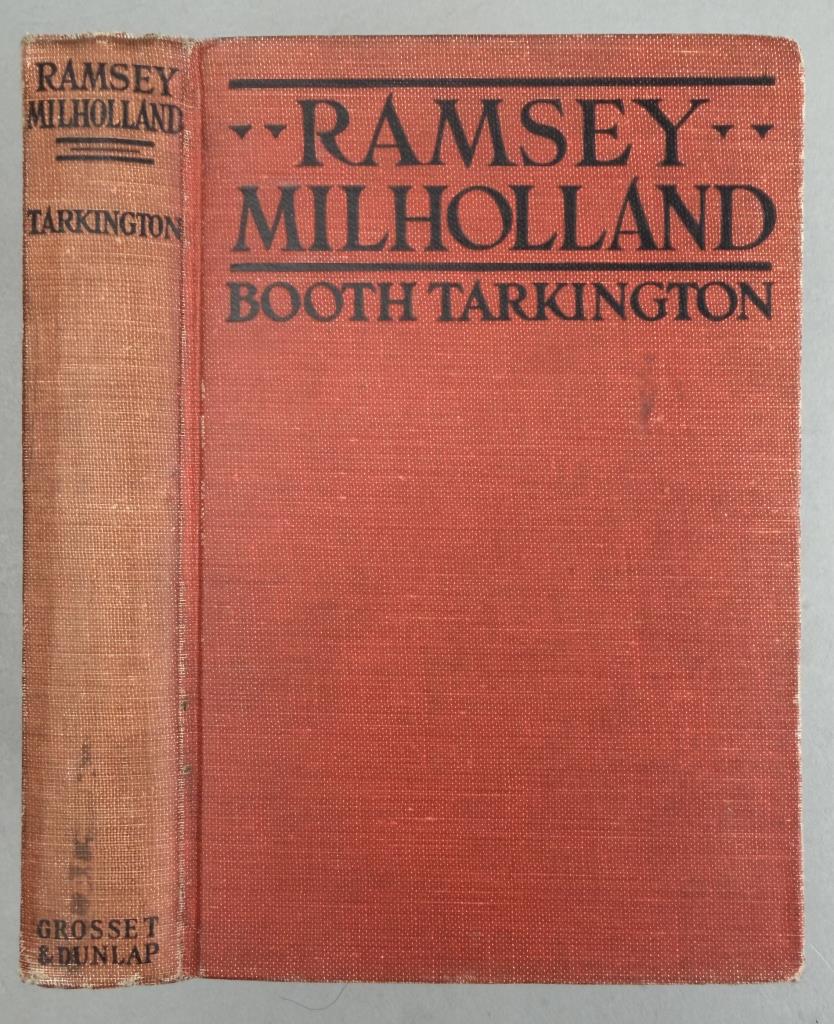 RAMSEY
MILHOLLAND
TARKINGTON
GROSSET
& DUNLAP
RAMSEY
MILHOLLAND
BOOTH TARKINGTON